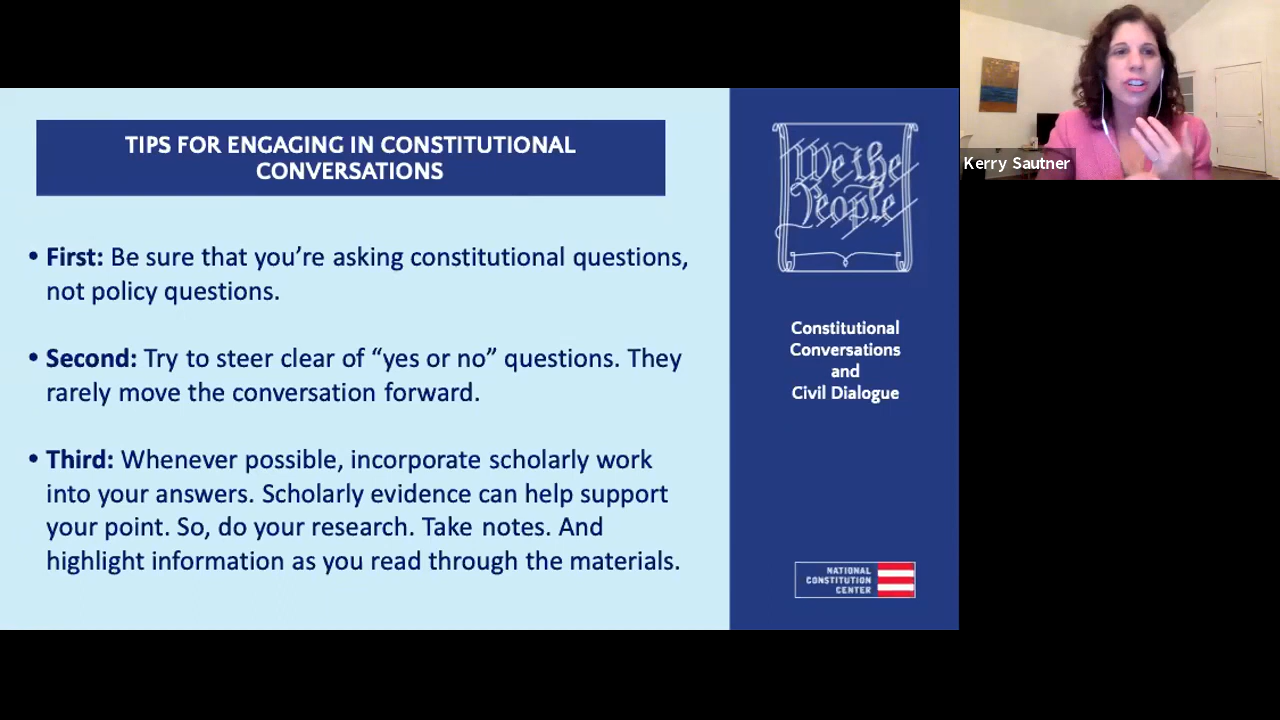 TIPS FOR ENGAGING IN CONSTITUTIONAL
CONVERSATIONS
• First: Be sure that you’re asking constitutional questions,
not policy questions.
• Second: Try to steer clear of “yes or no” questions. They
rarely move the conversation forward.
• Third: Whenever possible, incorporate scholarly work
into your answers. Scholarly evidence can help support
your point. So, do your research. Take notes. And
highlight information as you read through the materials.
We the
People
Constitutional
Conversations
and
Civil Dialogue
NATIONAL
CONSTITUTION
CENTER
Kerry Sautner